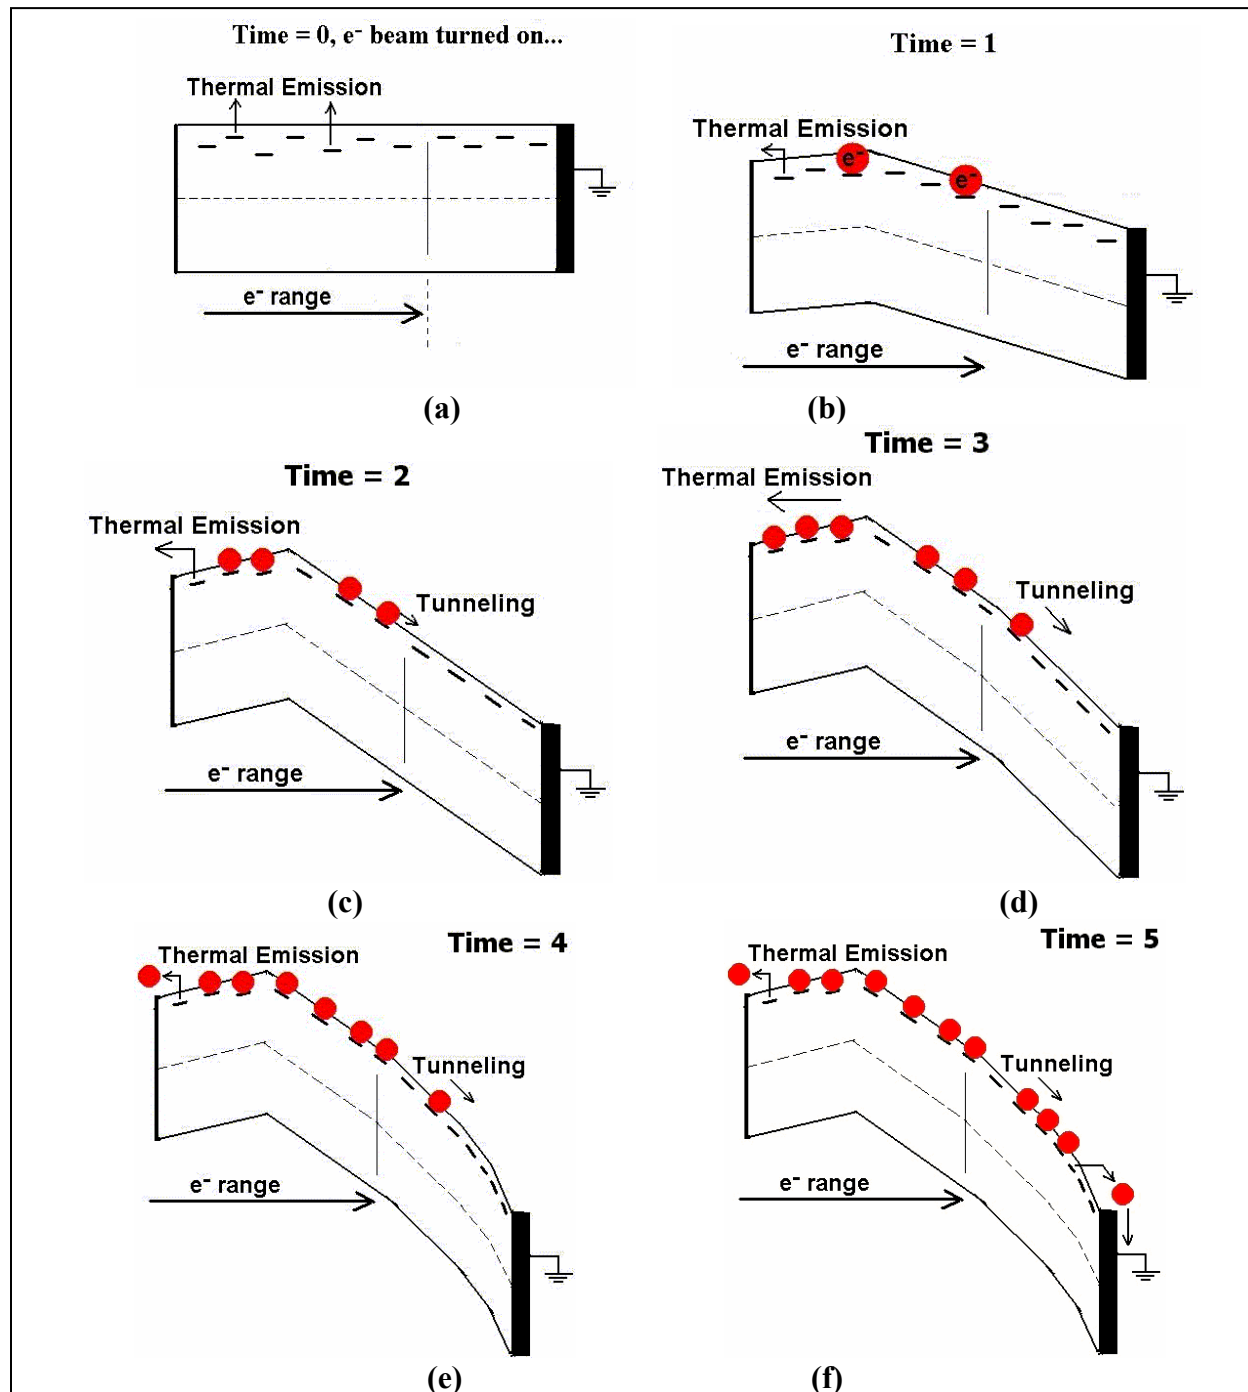 Time = 0, e⁻ beam turned on...
Thermal Emission
e⁻ range
(a)
Time = 1
Thermal Emission
e⁻
e⁻
e⁻ range
(b)
Time = 2
Thermal Emission
Tunneling
e⁻ range
(c)
Time = 3
Thermal Emission
Tunneling
e⁻ range
(d)
Time = 4
Thermal Emission
Tunneling
e⁻ range
(e)
Time = 5
Thermal Emission
Tunneling
e⁻ range
(f)